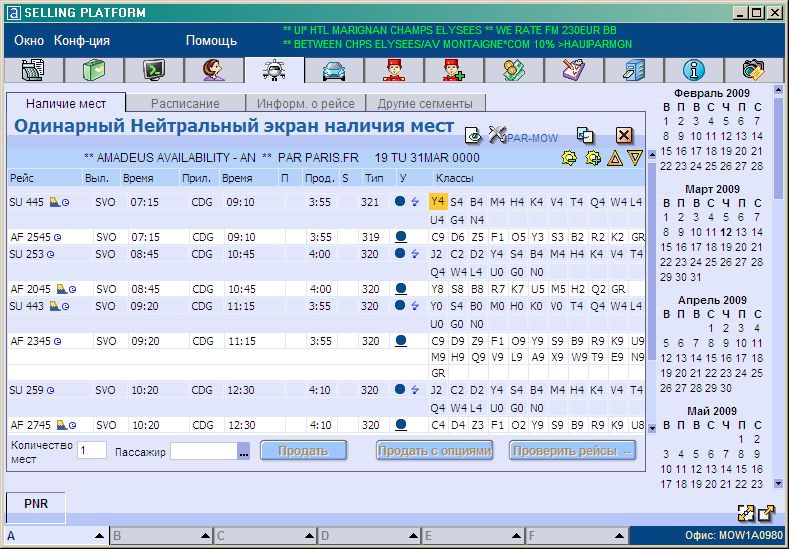 SELLING PLATFORM
Окно Конф-ция Помощь
** UI* HTL MARIGNAN CHAMPS ELYSEES ** WE RATE FM 230EUR BB
** BETWEEN CHPS ELYSEES/AV MONTAIGNE*COM 10% >HAUIPARMGN
Наличие мест Расписание Информ. о рейсе Другие сегменты
Одинарный Нейтральный экран наличия мест
PAR-MOW
** AMADEUS AVAILABILITY - AN ** PAR PARIS.FR 19 TU 31MAR 0000
Рейс Выл. Время Прил. Время П Прод. S Тип У Классы
SU 445 SVO 07:15 CDG 09:10 3:55 321 Y4 S4 B4 M4 H4 K4 V4 T4 Q4 W4 L4
U4 G4 N4
AF 2545 SVO 07:15 CDG 09:10 3:55 319 C9 D6 Z5 F1 O5 Y3 S3 B2 R2 K2 GR
SU 253 SVO 08:45 CDG 10:45 4:00 320 J2 C2 D2 Y4 S4 B4 M4 H4 K4 V4 T4
Q4 W4 L4 U0 G0 N0
AF 2045 SVO 08:45 CDG 10:45 4:00 320 Y8 S8 B8 R7 K7 U5 M5 H2 Q2 GR
SU 443 SVO 09:20 CDG 11:15 3:55 320 Y0 S4 B0 M0 H0 K0 V0 T4 Q4 W4 L4
U0 G0 N0
AF 2345 SVO 09:20 CDG 11:15 3:55 320 C9 D9 Z9 F1 O9 Y9 S9 B9 R9 K9 U9
M9 H9 Q9 V9 L9 A9 X9 W9 T9 E9 N9
GR
SU 259 SVO 10:20 CDG 12:30 4:10 320 J2 C2 D2 Y4 S4 B4 M4 H4 K4 V4 T4
Q4 W4 L4 U0 G0 N0
AF 2745 SVO 10:20 CDG 12:30 4:10 320 C4 D4 Z3 F1 O2 Y9 S9 B9 R9 K9 U8
Количество мест 1 Пассажир ... Продать Продать с опциями Проверить рейсы --
Февраль 2009
В П В С Ч П С
1 2 3 4 5 6 7
8 9 10 11 12 13 14
15 16 17 18 19 20 21
22 23 24 25 26 27 28
Март 2009
В П В С Ч П С
1 2 3 4 5 6 7
8 9 10 11 12 13 14
15 16 17 18 19 20 21
22 23 24 25 26 27 28
29 30 31
Апрель 2009
В П В С Ч П С
1 2 3 4
5 6 7 8 9 10 11
12 13 14 15 16 17 18
19 20 21 22 23 24 25
26 27 28 29 30
Май 2009
В П В С Ч П С
1 2
3 4 5 6 7 8 9
10 11 12 13 14 15 16
17 18 19 20 21 22 23
PNR
A B C D E F Офис: MOW1A0980